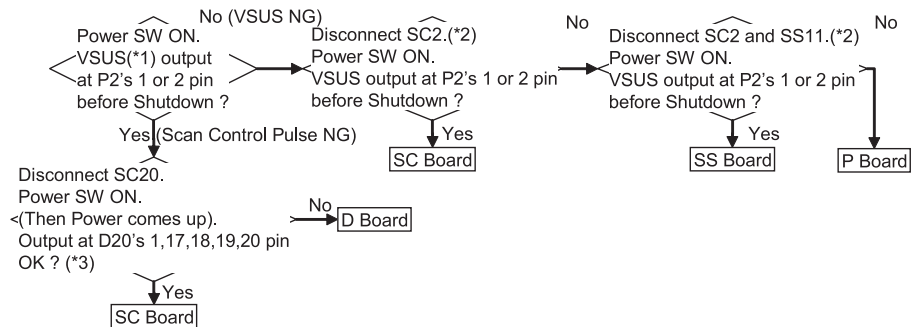 Power SW ON.
VSUS(*1) output
at P2's 1 or 2 pin
before Shutdown ?
No (VSUS NG)
Disconnect SC2.(*2)
Power SW ON.
VSUS output at P2's 1 or 2 pin
before Shutdown ?
No
Disconnect SC2 and SS11.(*2)
Power SW ON.
VSUS output at P2's 1 or 2 pin
before Shutdown ?
No
Yes (Scan Control Pulse NG)
Yes
SC Board
Yes
SS Board
P Board
Disconnect SC20.
Power SW ON.
(Then Power comes up).
Output at D20's 1,17,18,19,20 pin
OK ? (*3)
No
D Board
Yes
SC Board